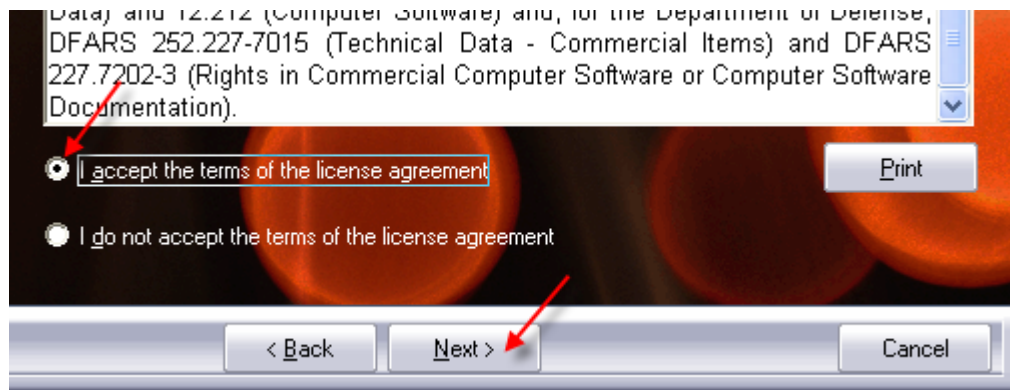 Data) and 12.212 (Computer Software) and, for the Department of Defense,
DFARS 252.227-7015 (Technical Data - Commercial Items) and DFARS
227.7202-3 (Rights in Commercial Computer Software or Computer Software
Documentation).
I accept the terms of the license agreement
Print
I do not accept the terms of the license agreement
< Back
Next >
Cancel